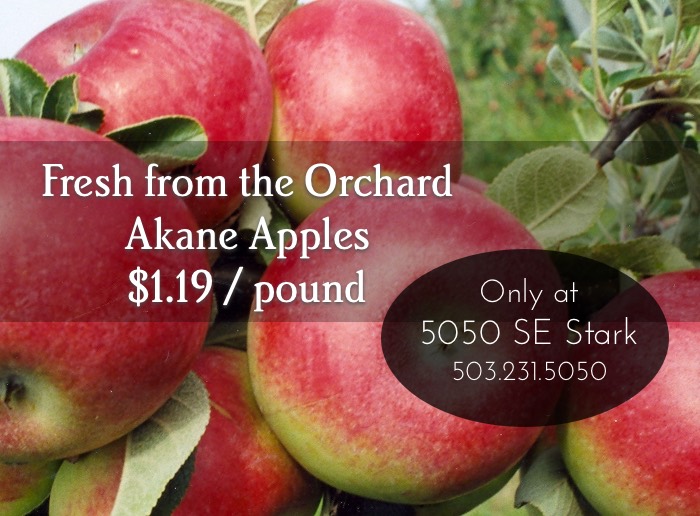 Fresh from the Orchard
Akane Apples
$1.19 / pound
Only at
5050 SE Stark
503.231.5050